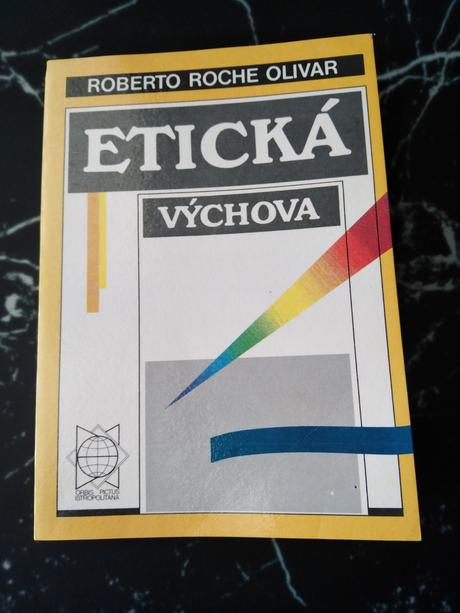 ROBERTO ROCHE OLIVAR
ETICKÁ
VÝCHOVA
ORBIS PICTUS
ISTROPOLITANA